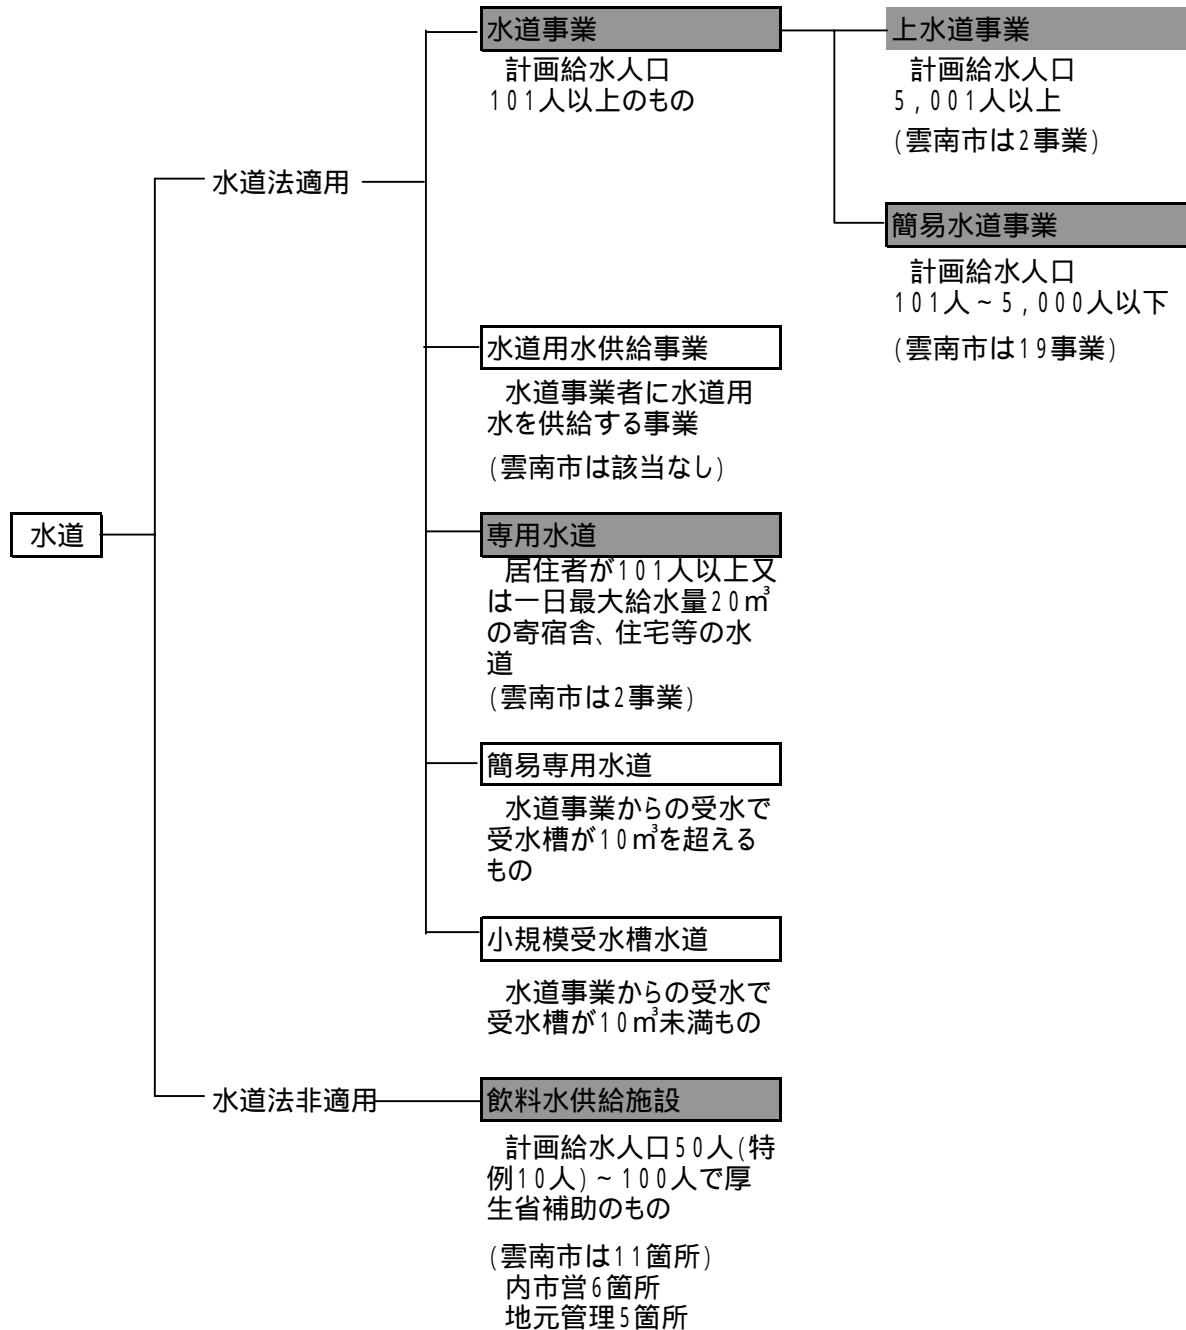 水道
水道法適用
水道事業
計画給水人口
101人以上のもの
上水道事業
計画給水人口
5,001人以上
(雲南市は2事業)
簡易水道事業
計画給水人口
101人~5,000人以下
(雲南市は19事業)
水道用水供給事業
水道事業者に水道用
水を供給する事業
(雲南市は該当なし)
専用水道
居住者が101人以上又
は一日最大給水量20㎥
の寄宿舎、住宅等の水
道
(雲南市は2事業)
簡易専用水道
水道事業からの受水で
受水槽が10㎥を超える
もの
小規模受水槽水道
水道事業からの受水で
受水槽が10㎥未満もの
水道法非適用
飲料水供給施設
計画給水人口50人(特
例10人)~100人で厚
生省補助のもの
(雲南市は11箇所)
内市営6箇所
地元管理5箇所